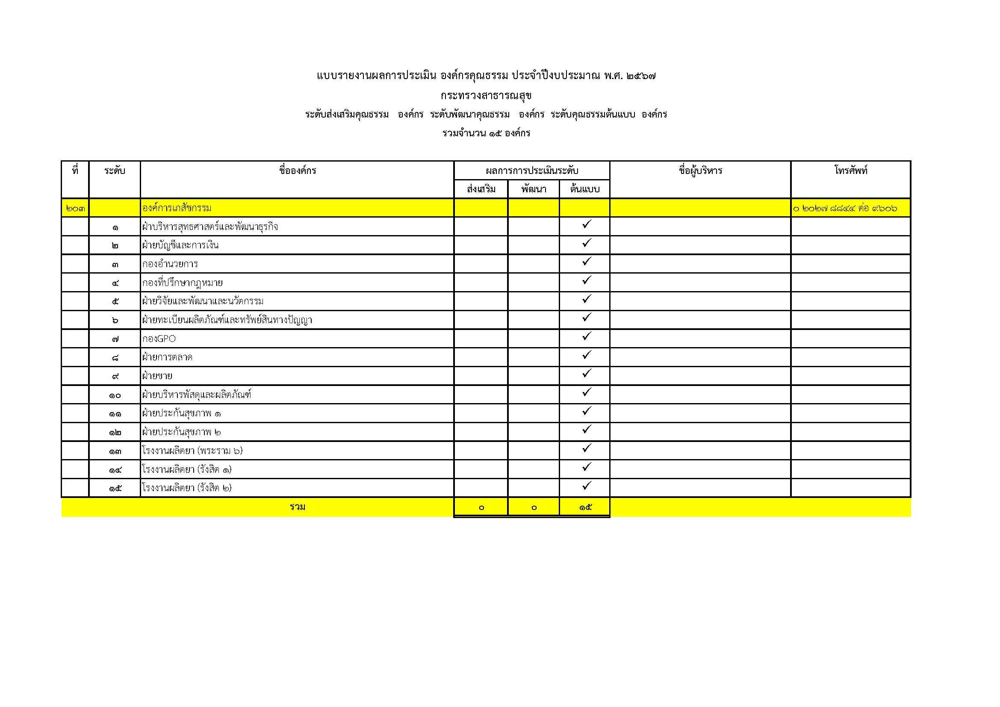 แบบรายงานผลการประเมิน องค์กรคุณธรรม ประจำปีงบประมาณ พ.ศ. ๒๕๖๗
กระทรวงสาธารณสุข
ระดับส่งเสริมคุณธรรม องค์กร ระดับพัฒนาคุณธรรม องค์กร ระดับคุณธรรมต้นแบบ องค์กร
รวมจำนวน ๑๕ องค์กร
ที่ ระดับ ชื่อองค์กร ผลการการประเมินระดับ ชื่อผู้บริหาร โทรศัพท์
ส่งเสริม พัฒนา ต้นแบบ
๒๐๓ องค์การเภสัชกรรม ๐ ๒๐๒๗ ๘๘๔๔ ต่อ ๙๖๐๖
๑ ฝ่าบริหารสุทธศาสตร์และพัฒนาธุรกิจ ✓
๒ ฝ่ายบัญชีและการเงิน ✓
๓ กองอำนวยการ ✓
๔ กองที่ปรึกษากฎหมาย ✓
๕ ฝ่ายวิจัยและพัฒนาและนวัตกรรม ✓
๖ ฝ่ายทะเบียนผลิตภัณฑ์และทรัพย์สินทางปัญญา ✓
๗ กองGPO ✓
๘ ฝ่ายการตลาด ✓
๙ ฝ่ายขาย ✓
๑๐ ฝ่ายบริหารพัสดุและผลิตภัณฑ์ ✓
๑๑ ฝ่ายประกันสุขภาพ ๑ ✓
๑๒ ฝ่ายประกันสุขภาพ ๒ ✓
๑๓ โรงงานผลิตยา (พระราม ๖) ✓
๑๔ โรงงานผลิตยา (รังสิต ๑) ✓
๑๕ โรงงานผลิตยา (รังสิต ๒) ✓
รวม ๐ ๐ ๑๕